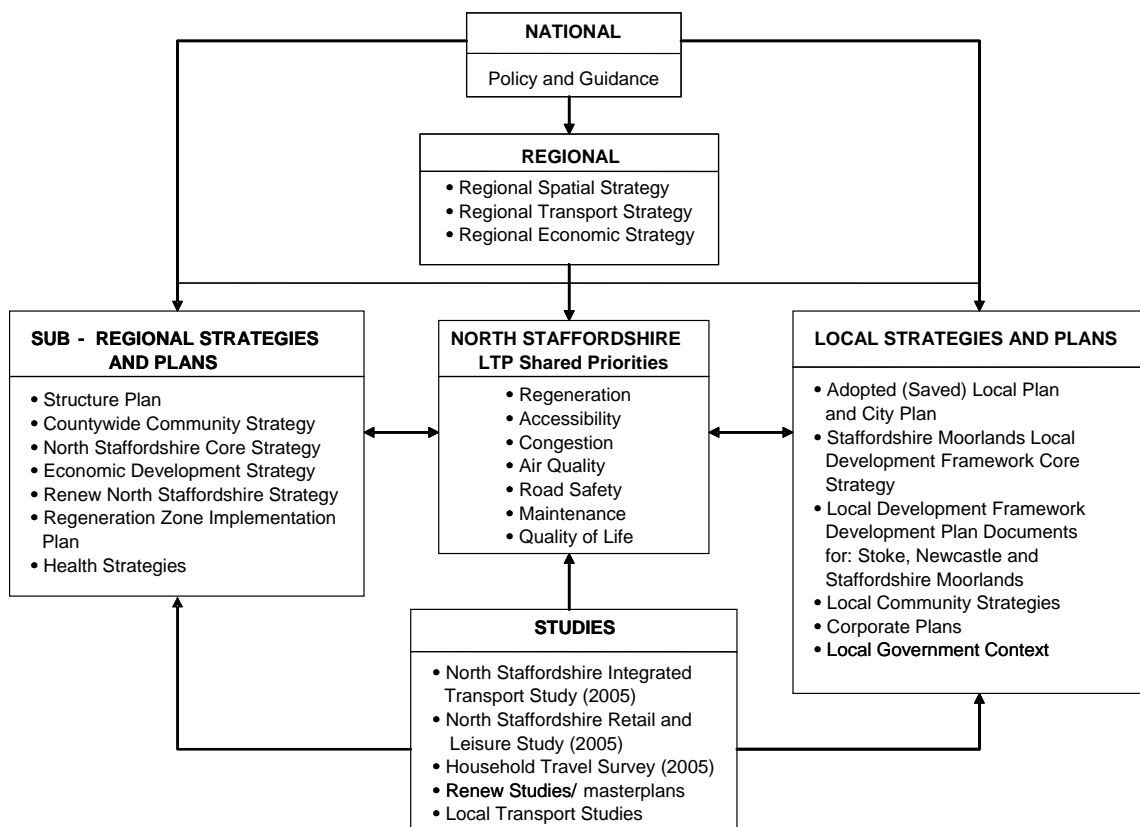 NATIONAL
Policy and Guidance
REGIONAL
• Regional Spatial Strategy
• Regional Transport Strategy
• Regional Economic Strategy
SUB - REGIONAL STRATEGIES
AND PLANS
• Structure Plan
• Countywide Community Strategy
• North Staffordshire Core Strategy
• Economic Development Strategy
• Renew North Staffordshire Strategy
• Regeneration Zone Implementation
Plan
• Health Strategies
NORTH STAFFORDSHIRE
LTP Shared Priorities
• Regeneration
• Accessibility
• Congestion
• Air Quality
• Road Safety
• Maintenance
• Quality of Life
LOCAL STRATEGIES AND PLANS
• Adopted (Saved) Local Plan
and City Plan
• Staffordshire Moorlands Local
Development Framework Core
Strategy
• Local Development Framework
Development Plan Documents
for: Stoke, Newcastle and
Staffordshire Moorlands
• Local Community Strategies
• Corporate Plans
• Local Government Context
STUDIES
• North Staffordshire Integrated
Transport Study (2005)
• North Staffordshire Retail and
Leisure Study (2005)
• Household Travel Survey (2005)
• Renew Studies/ masterplans
• Local Transport Studies